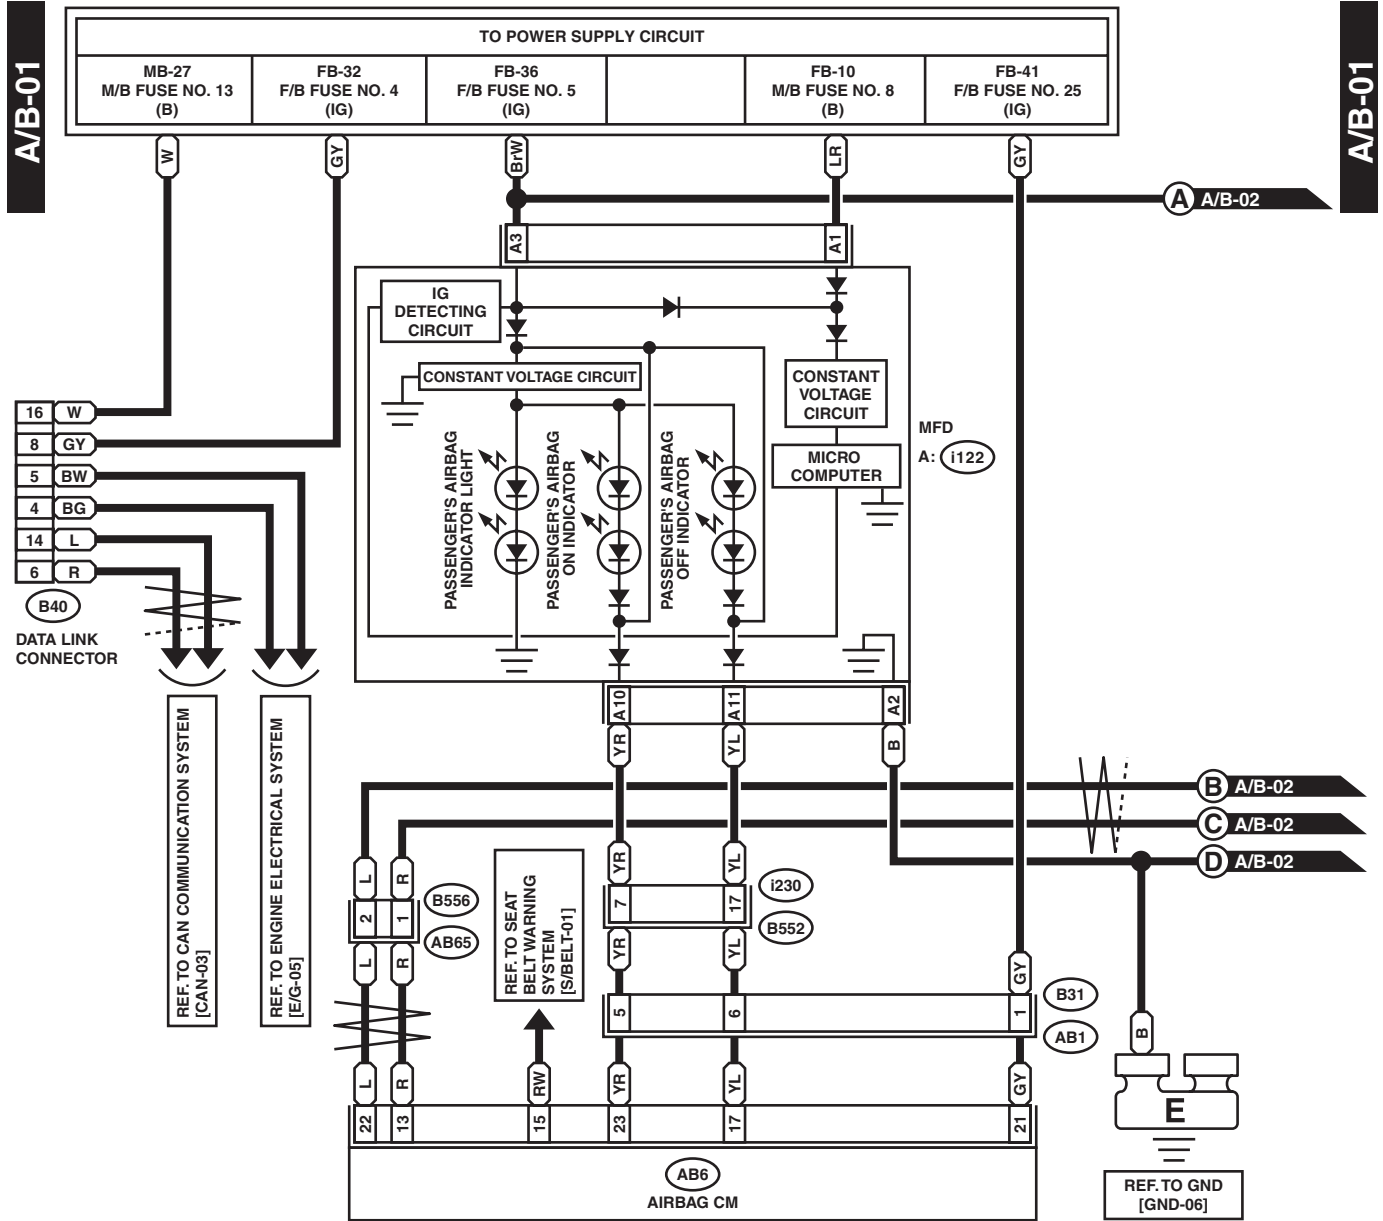 A/B-01
A/B-01
TO POWER SUPPLY CIRCUIT
MB-27
M/B FUSE NO. 13
(B)
FB-32
F/B FUSE NO. 4
(IG)
FB-36
F/B FUSE NO. 5
(IG)
FB-10
M/B FUSE NO. 8
(B)
FB-41
F/B FUSE NO. 25
(IG)
W
GY
BrW
LR
GY
A A/B-02
A3
A1
IG
DETECTING
CIRCUIT
CONSTANT VOLTAGE CIRCUIT
CONSTANT
VOLTAGE
CIRCUIT
MICRO
COMPUTER
MFD
A: i122
PASSENGER'S AIRBAG
INDICATOR LIGHT
PASSENGER'S AIRBAG
ON INDICATOR
PASSENGER'S AIRBAG
OFF INDICATOR
16 W
8 GY
5 BW
4 BG
14 L
6 R
B40
DATA LINK
CONNECTOR
REF. TO CAN COMMUNICATION SYSTEM
[CAN-03]
REF. TO ENGINE ELECTRICAL SYSTEM
[E/G-05]
A10
A11
A2
YR
YL
B
B A/B-02
C A/B-02
D A/B-02
L
R
YR
YL
2
1
B556
AB65
7
17
i230
B552
L
R
YR
YL
REF. TO SEAT
BELT WARNING
SYSTEM
[S/BELT-01]
GY
5
6
1
B31
AB1
L
R
RW
YR
YL
GY
22
13
15
23
17
21
AB6
AIRBAG CM
B
E
REF. TO GND
[GND-06]